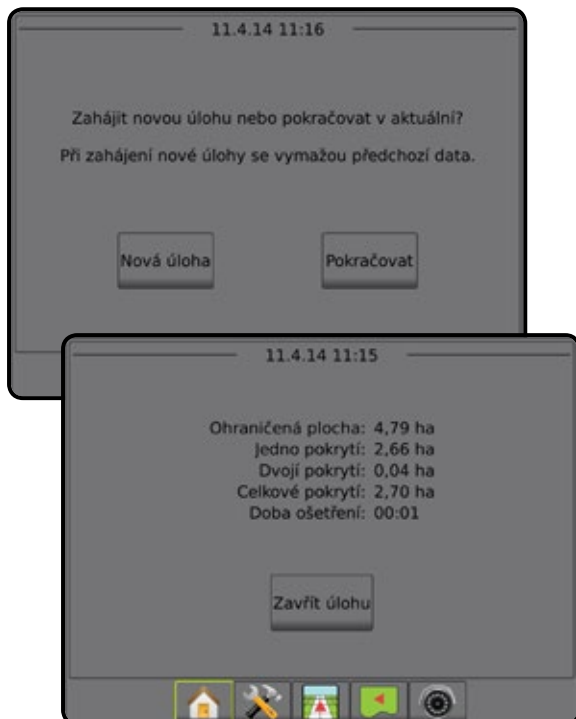 11.4.14 11:16
Zahájit novou úlohu nebo pokračovat v aktuální?
Při zahájení nové úlohy se vymažou předchozí data.
Nová úloha
Pokračovat
11.4.14 11:15
Ohraničená plocha: 4,79 ha
Jedno pokrytí: 2,66 ha
Dvojí pokrytí: 0,04 ha
Celkové pokrytí: 2,70 ha
Doba ošetření: 00:01
Zavřít úlohu